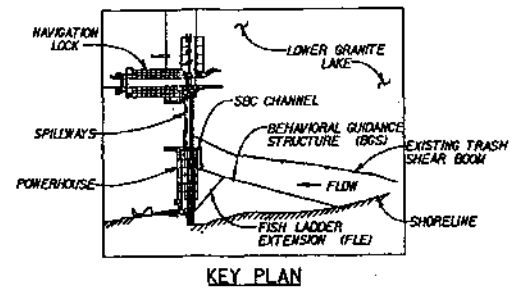 NAVIGATION
LOCK
LOWER GRANITE
LAKE
SBC CHANNEL
SPILLWAYS
BEHAVIORAL GUIDANCE
STRUCTURE (BGS)
EXISTING TRASH
SHEAR BOOM
POWERHOUSE
FLOW
SHORELINE
FISH LADDER
EXTENSION (FLE)
KEY PLAN